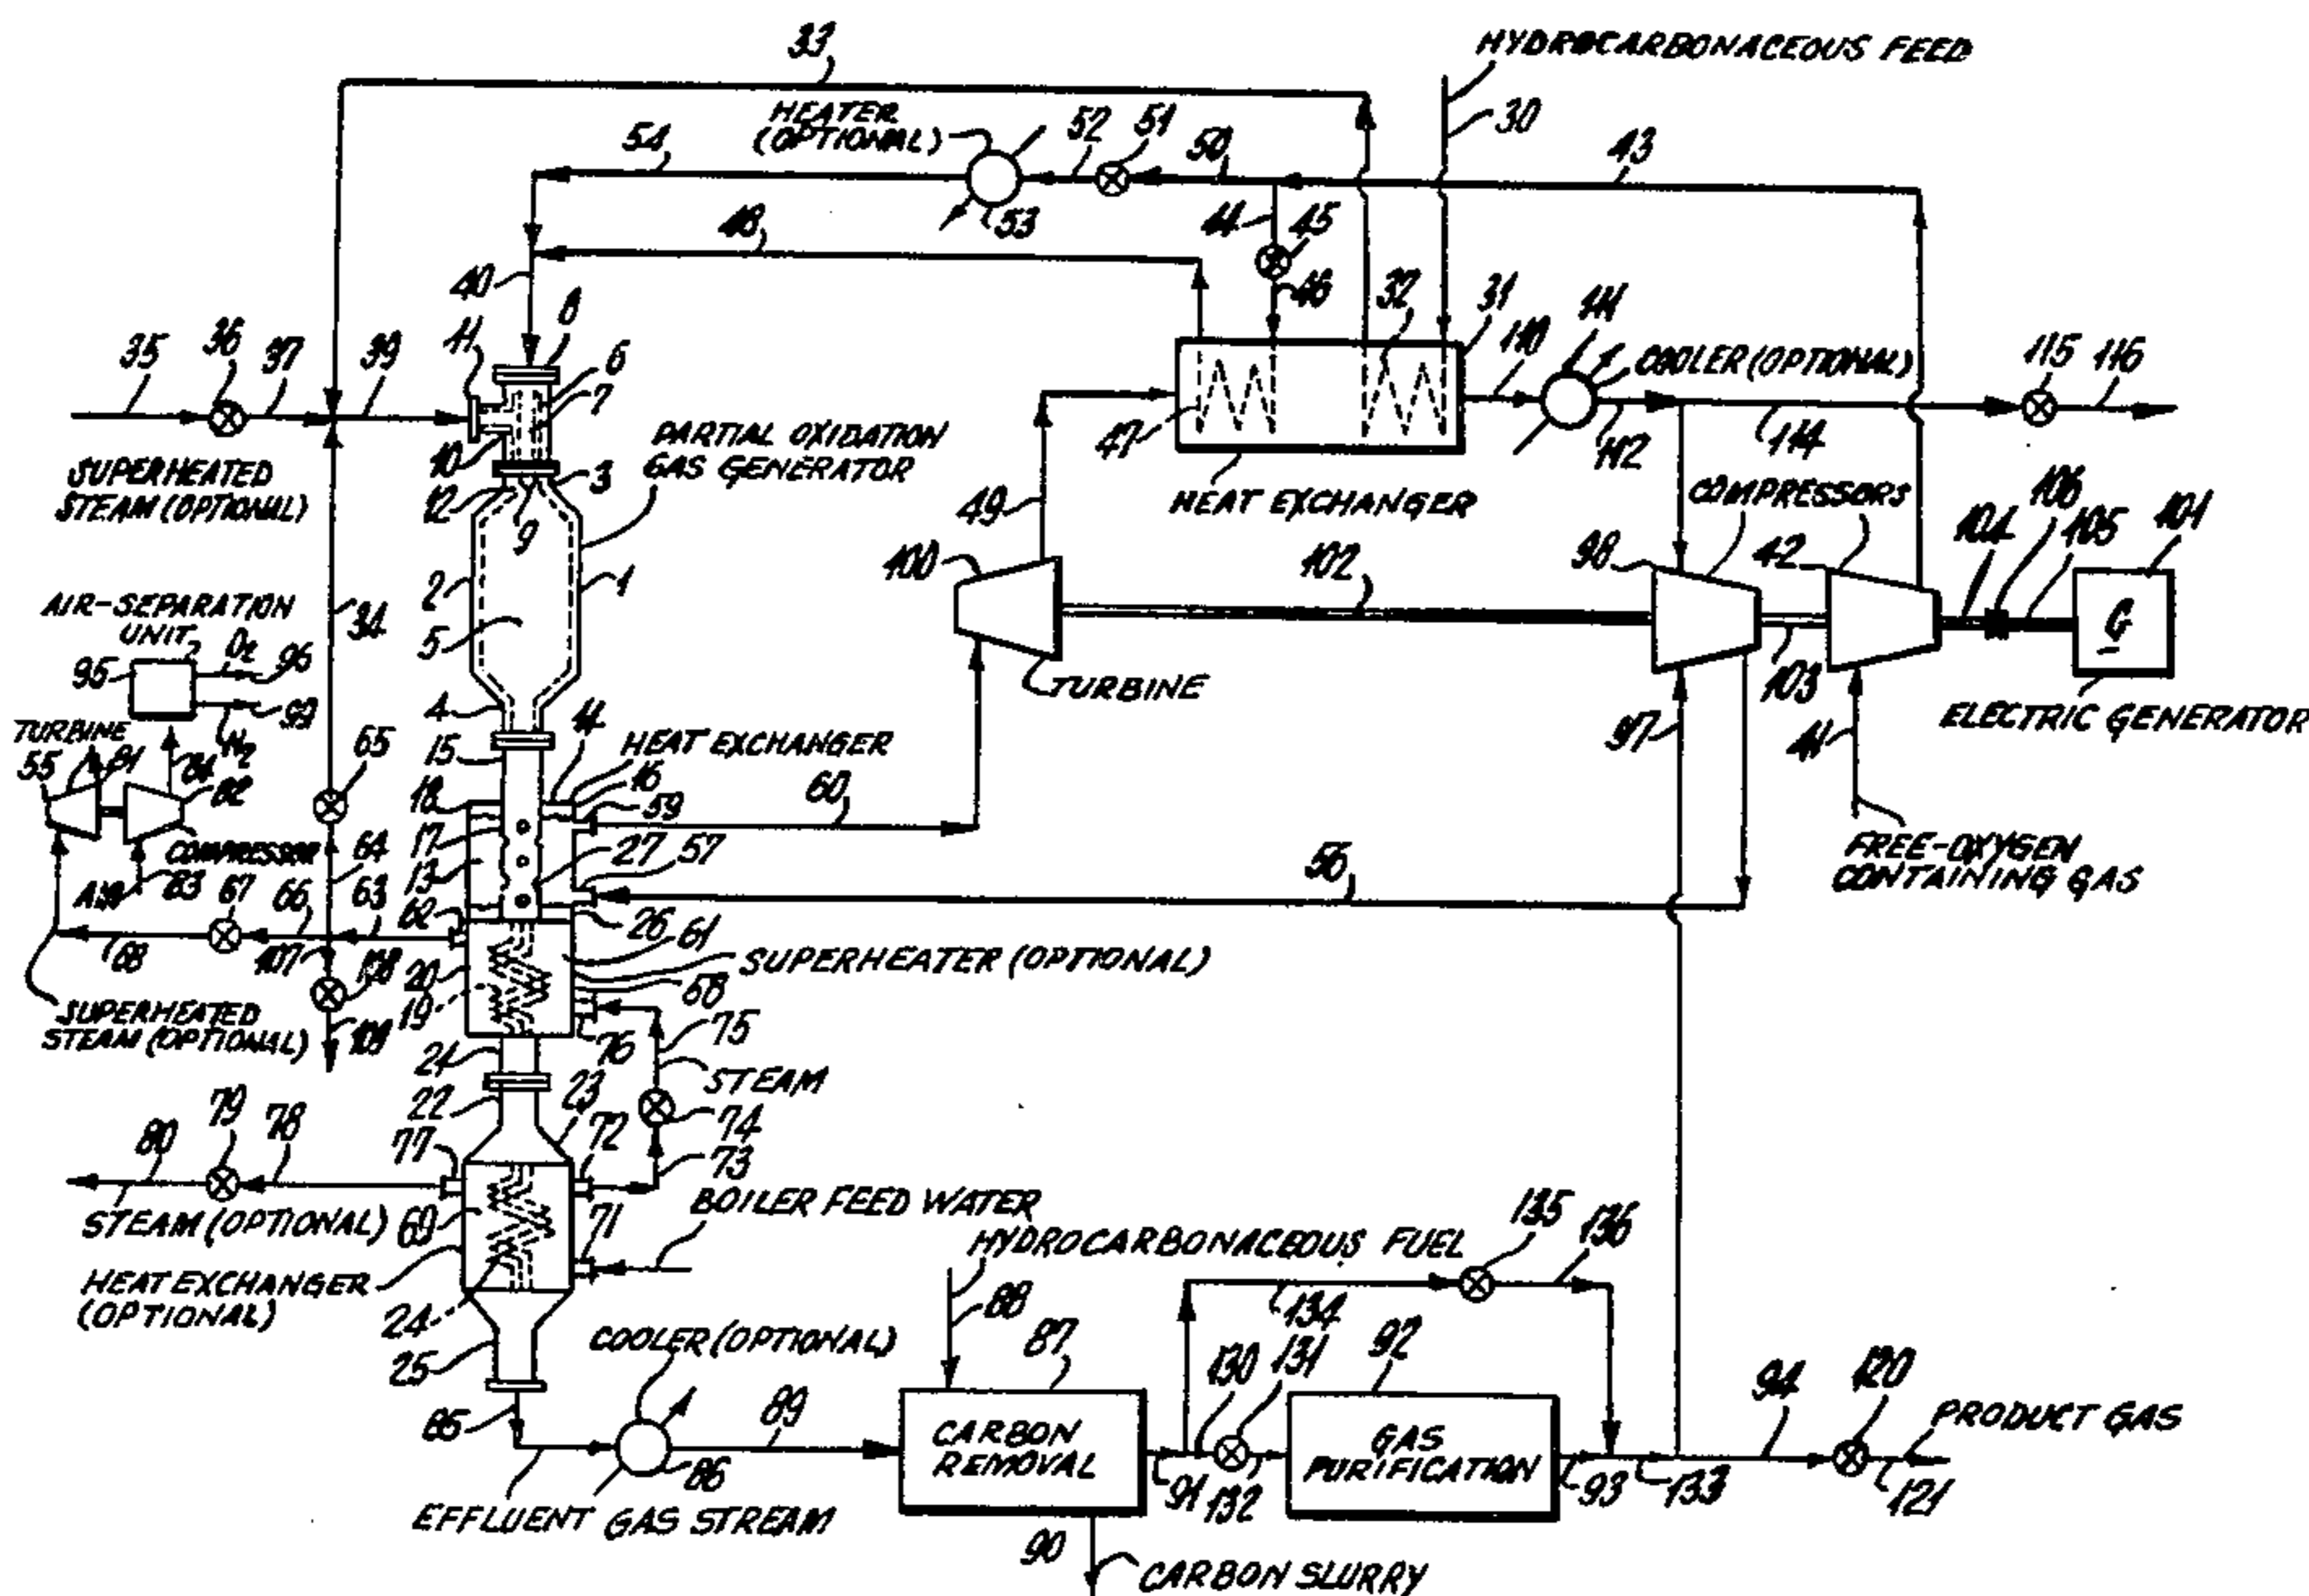 33
HYDROCARBONACEOUS FEED
HEATER
(OPTIONAL)
54
52
51
50
30
43
53
44
45
48
46
40
8
32
31
111
35
36
37
39
11
6
7
110
COOLER (OPTIONAL)
115
116
SUPERHEATED
STEAM (OPTIONAL)
10
12
9
3
PARTIAL OXIDATION
GAS GENERATOR
47
HEAT EXCHANGER
112
114
49
COMPRESSORS
106
104
105
101
100
102
98
42
2
1
5
AIR-SEPARATION
UNIT
O2
96
95
99
N2
34
TURBINE
103
G
ELECTRIC GENERATOR
4
97
41
TURBINE
55
81
84
82
65
15
HEAT EXCHANGER
16
18
59
60
17
27
57
13
COMPRESSOR
64
FREE-OXYGEN
CONTAINING GAS
AIR
83
67
66
63
62
26
56
68
107
108
61
SUPERHEATER (OPTIONAL)
20
19
58
SUPERHEATED
STEAM (OPTIONAL)
109
76
75
21
STEAM
22
23
74
80
79
78
77
72
73
STEAM (OPTIONAL)
69
71
BOILER FEED WATER
HYDROCARBONACEOUS FUEL
135
136
HEAT EXCHANGER
(OPTIONAL)
24
88
134
25
COOLER (OPTIONAL)
87
130
131
92
94
120
PRODUCT GAS
85
86
89
CARBON
REMOVAL
GAS
PURIFICATION
91
132
93
133
121
EFFLUENT GAS STREAM
90
CARBON SLURRY